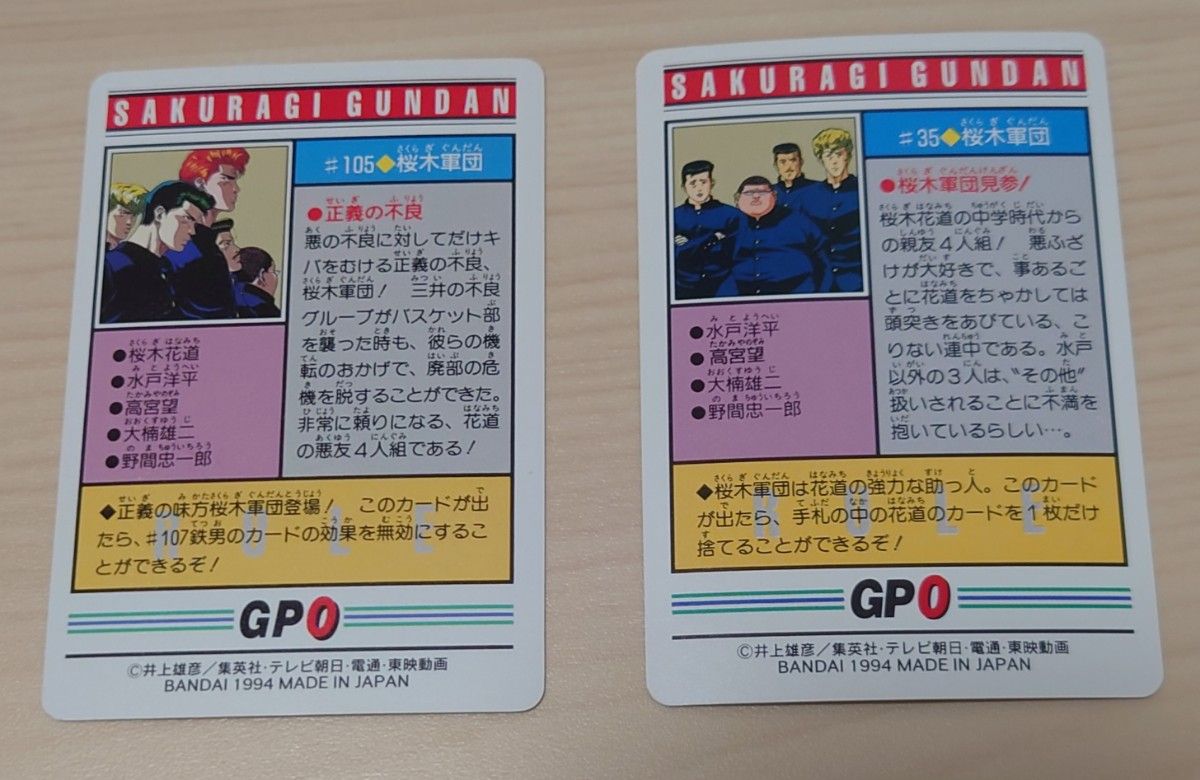 SAKURAGI GUNDAN
#105◆桜木軍団
●正義の不良
悪の不良に対してだけキ
バをむける正義の不良、
桜木軍団! 三井の不良
グループがバスケット部
を襲った時も、彼らの機
転のおかげで、廃部の危
機を脱することができた。
非常に頼りになる、花道
の悪友4人組である!
●桜木花道
●水戸洋平
●高宮望
●大楠雄二
●野間忠一郎
◆正義の味方桜木軍団登場! このカードが出
たら、#107鉄男のカードの効果を無効にするこ
とができるぞ!
RULE
GP0
©井上雄彦/集英社・テレビ朝日・電通・東映動画
BANDAI 1994 MADE IN JAPAN
SAKURAGI GUNDAN
#35◆桜木軍団
●桜木軍団見参!
桜木花道の中学時代から
の親友4人組! 悪ふざ
けが大好きで、事あるご
とに花道をちゃかしては
頭突きをあびている、こ
りない連中である。水戸
以外の3人は、“その他”
扱いされることに不満を
抱いているらしい…。
●水戸洋平
●高宮望
●大楠雄二
●野間忠一郎
◆桜木軍団は花道の強力な助っ人。このカード
が出たら、手札の中の花道のカードを1枚だけ
捨てることができるぞ!
RULE
GP0
©井上雄彦/集英社・テレビ朝日・電通・東映動画
BANDAI 1994 MADE IN JAPAN